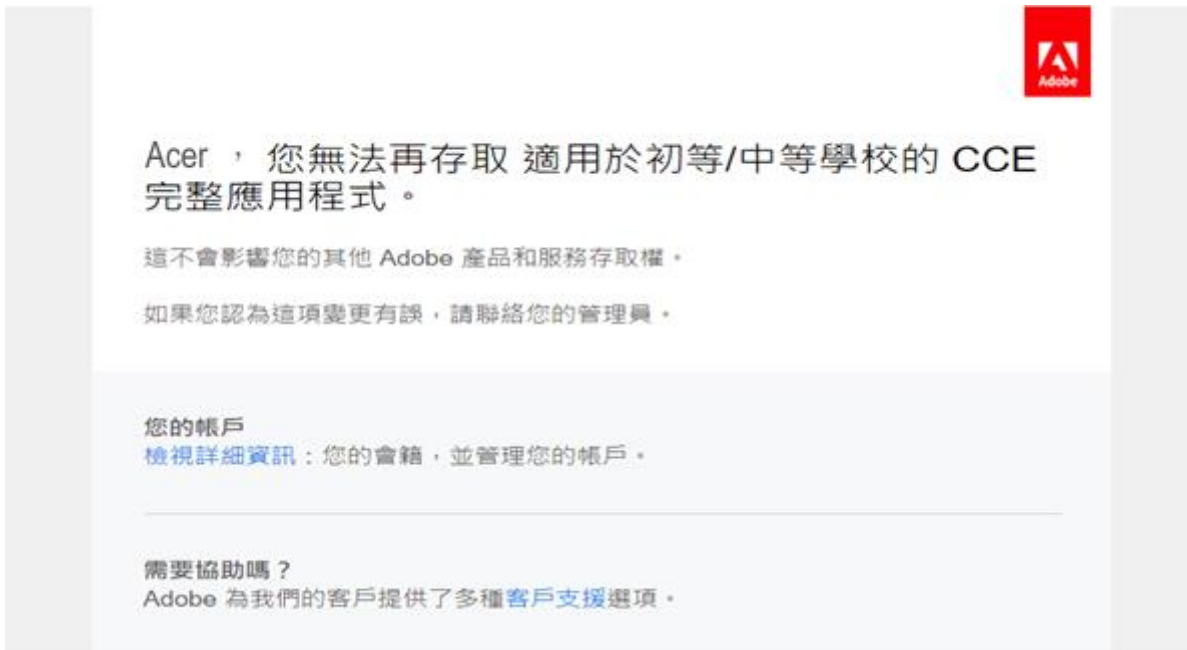 Adobe
Acer ， 您無法再存取 適用於初等/中等學校的 CCE
完整應用程式。
這不會影響您的其他 Adobe 產品和服務存取權。
如果您認為這項變更有誤，請聯絡您的管理員。
您的帳戶
檢視詳細資訊：您的會籍，並管理您的帳戶。
需要協助嗎？
Adobe 為我們的客戶提供了多種客戶支援選項。